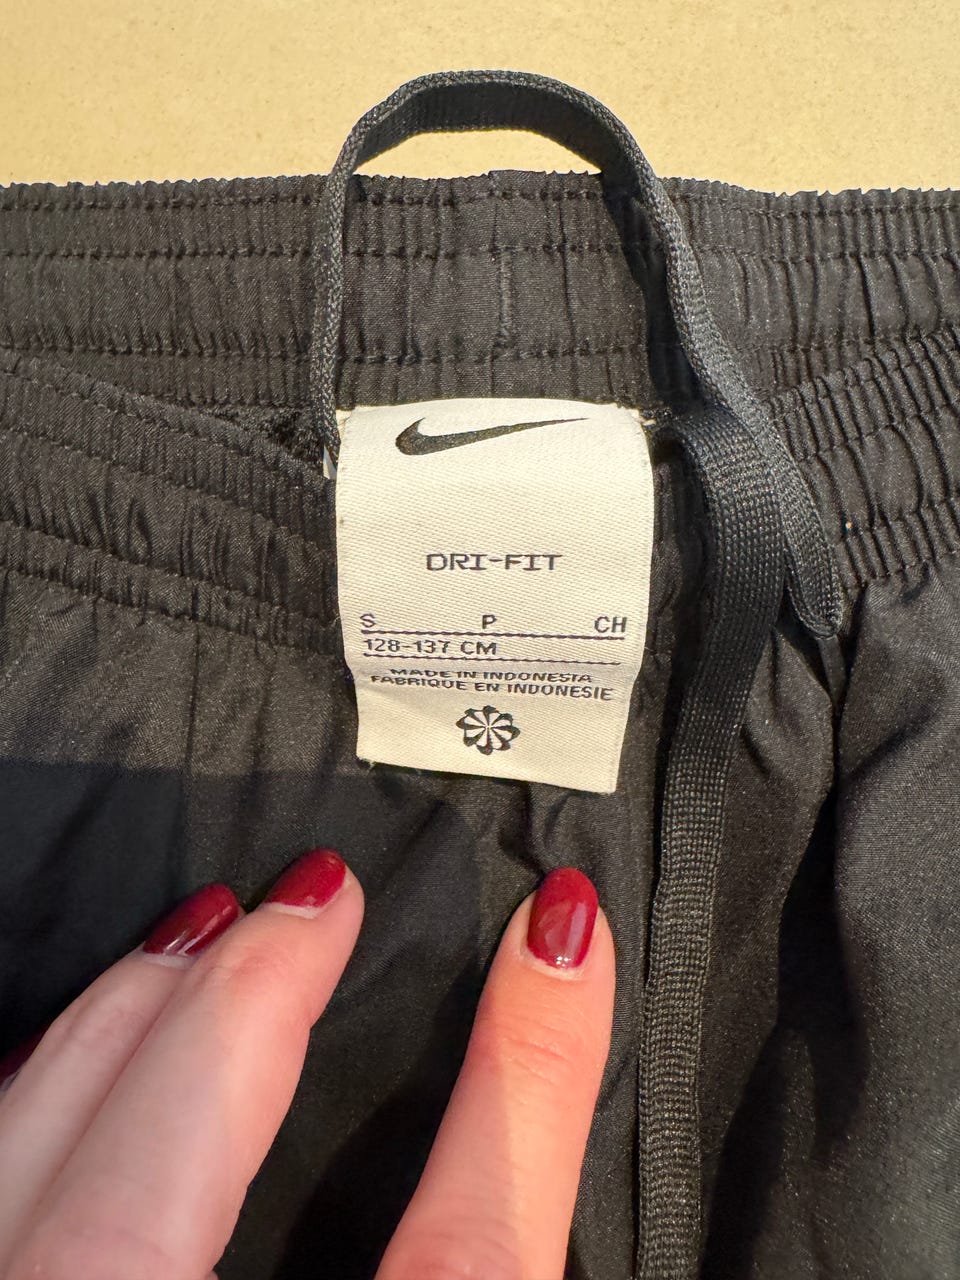 DRI-FIT
S P CH
128-137 CM
MADE IN INDONESIA
FABRIQUE EN INDONESIE